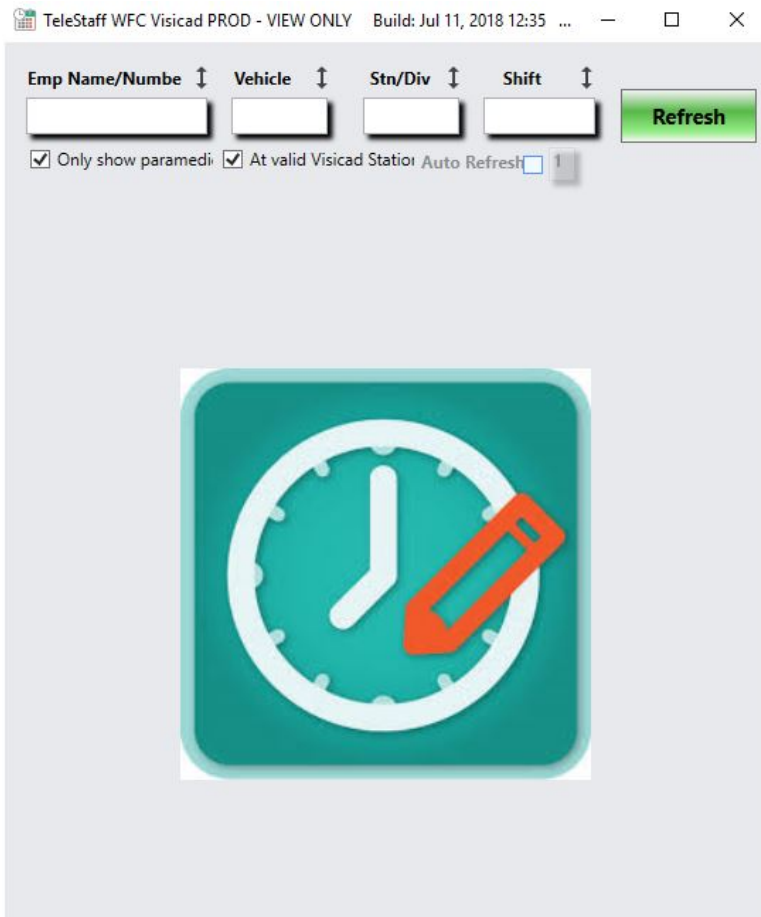 TeleStaff WFC Visicad PROD - VIEW ONLY Build: Jul 11, 2018 12:35 ...
Emp Name/Numbe Vehicle Stn/Div Shift
Refresh
Only show paramedi At valid Visicad Station Auto Refresh 1